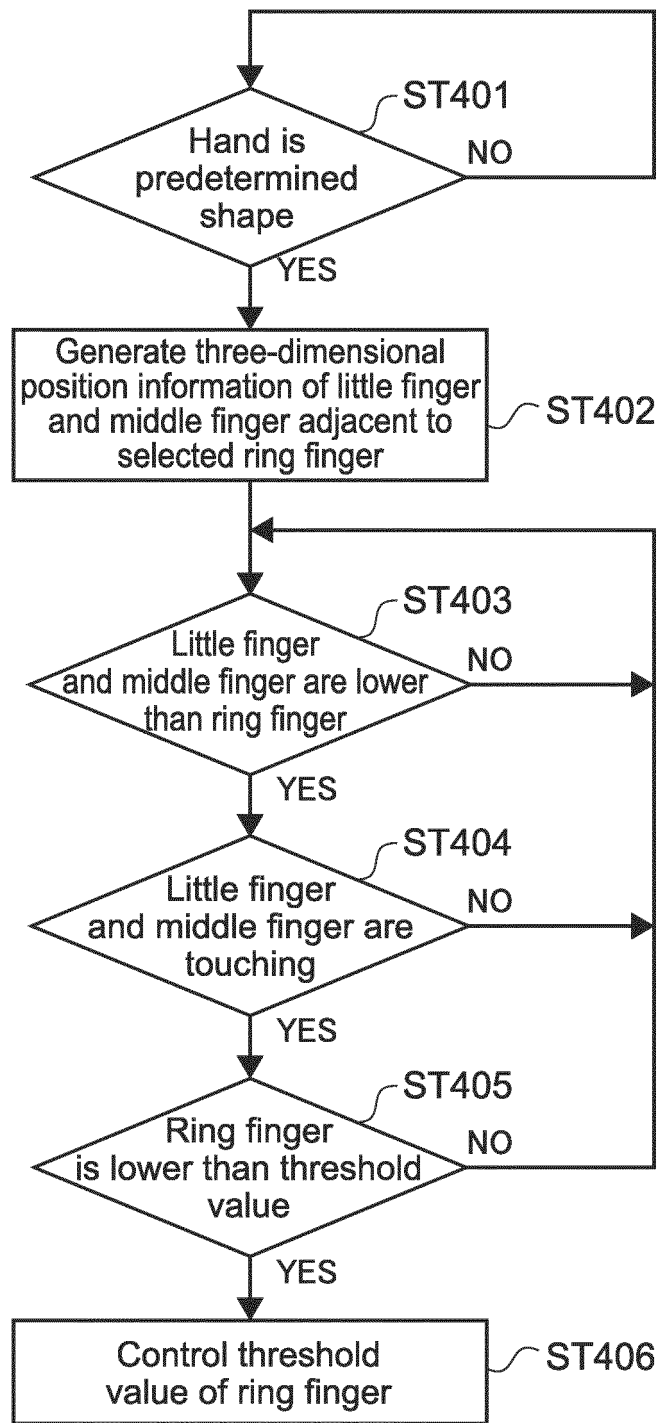 ST401
Hand is
predetermined
shape
NO
YES
Generate three-dimensional
position information of little finger
and middle finger adjacent to
selected ring finger
ST402
ST403
Little finger
and middle finger are lower
than ring finger
NO
YES
ST404
Little finger
and middle finger are
touching
NO
YES
ST405
Ring finger
is lower than threshold
value
NO
YES
Control threshold
value of ring finger
ST406